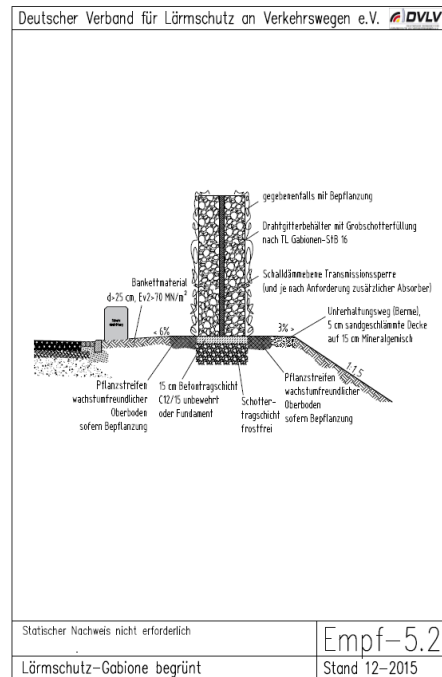 Deutscher Verband für Lärmschutz an Verkehrswegen e.V. DVLV
gegebenenfalls mit Bepflanzung
Drahtgitterbehälter mit Grobschotterfüllung
nach TL Gabionen-StB 16
Schalldämmebene Transmissionssperre
(und je nach Anforderung zusätzlicher Absorber)
Bankettmaterial
d>25 cm, Ev2>70 MN/m²
Unterhaltungsweg (Berme),
5 cm sandgeschlämmte Decke
auf 15 cm Mineralgemisch
< 6%
3% >
1:1.5
Pflanzstreifen
wachstumfreundlicher
Oberboden
sofern Bepflanzung
15 cm Betontragschicht
C12/15 unbewehrt
oder Fundament
Schotter-
tragschicht
frostfrei
Pflanzstreifen
wachstumfreundlicher
Oberboden
sofern Bepflanzung
Statischer Nachweis nicht erforderlich
Empf-5.2
Lärmschutz-Gabione begrünt
Stand 12-2015